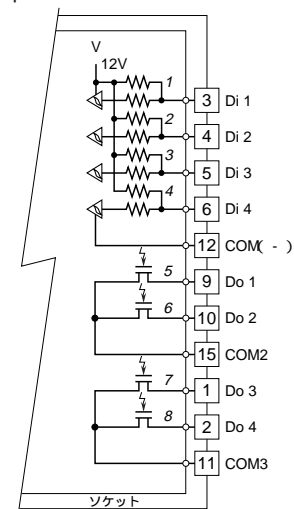 V
12V
1
3 Di 1
2
4 Di 2
3
5 Di 3
4
6 Di 4
12 COM( - )
5
9 Do 1
6
10 Do 2
15 COM2
7
1 Do 3
8
2 Do 4
11 COM3
ソケット